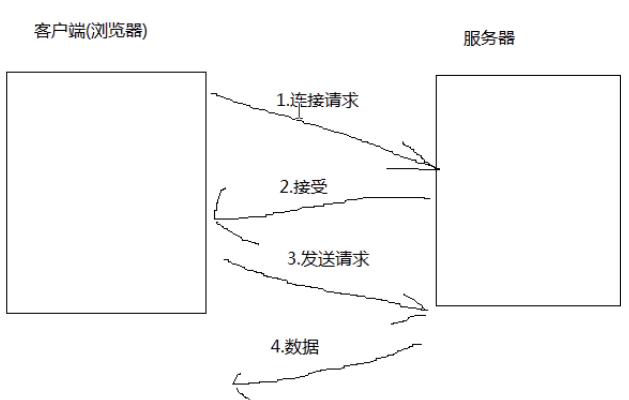 客户端(浏览器)
服务器
1.连接请求
2.接受
3.发送请求
4.数据